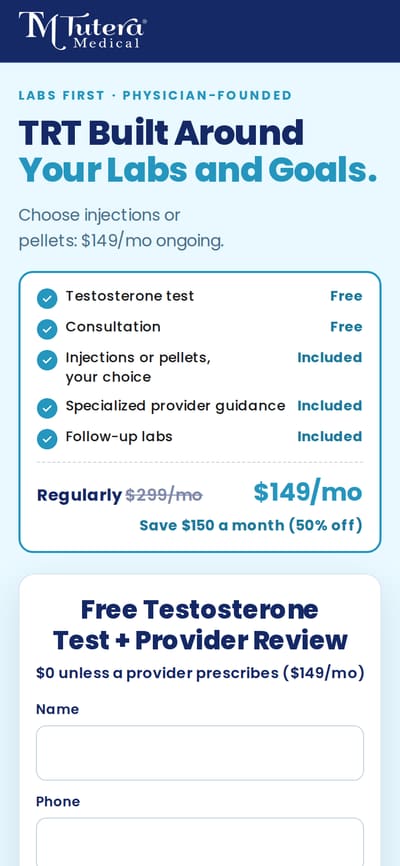 TM Tutera®
Medical
LABS FIRST · PHYSICIAN-FOUNDED
TRT Built Around
Your Labs and Goals.
Choose injections or
pellets: $149/mo ongoing.
Testosterone test Free
Consultation Free
Injections or pellets, Included
your choice
Specialized provider guidance Included
Follow-up labs Included
Regularly $299/mo $149/mo
Save $150 a month (50% off)
Free Testosterone
Test + Provider Review
$0 unless a provider prescribes ($149/mo)
Name
Phone